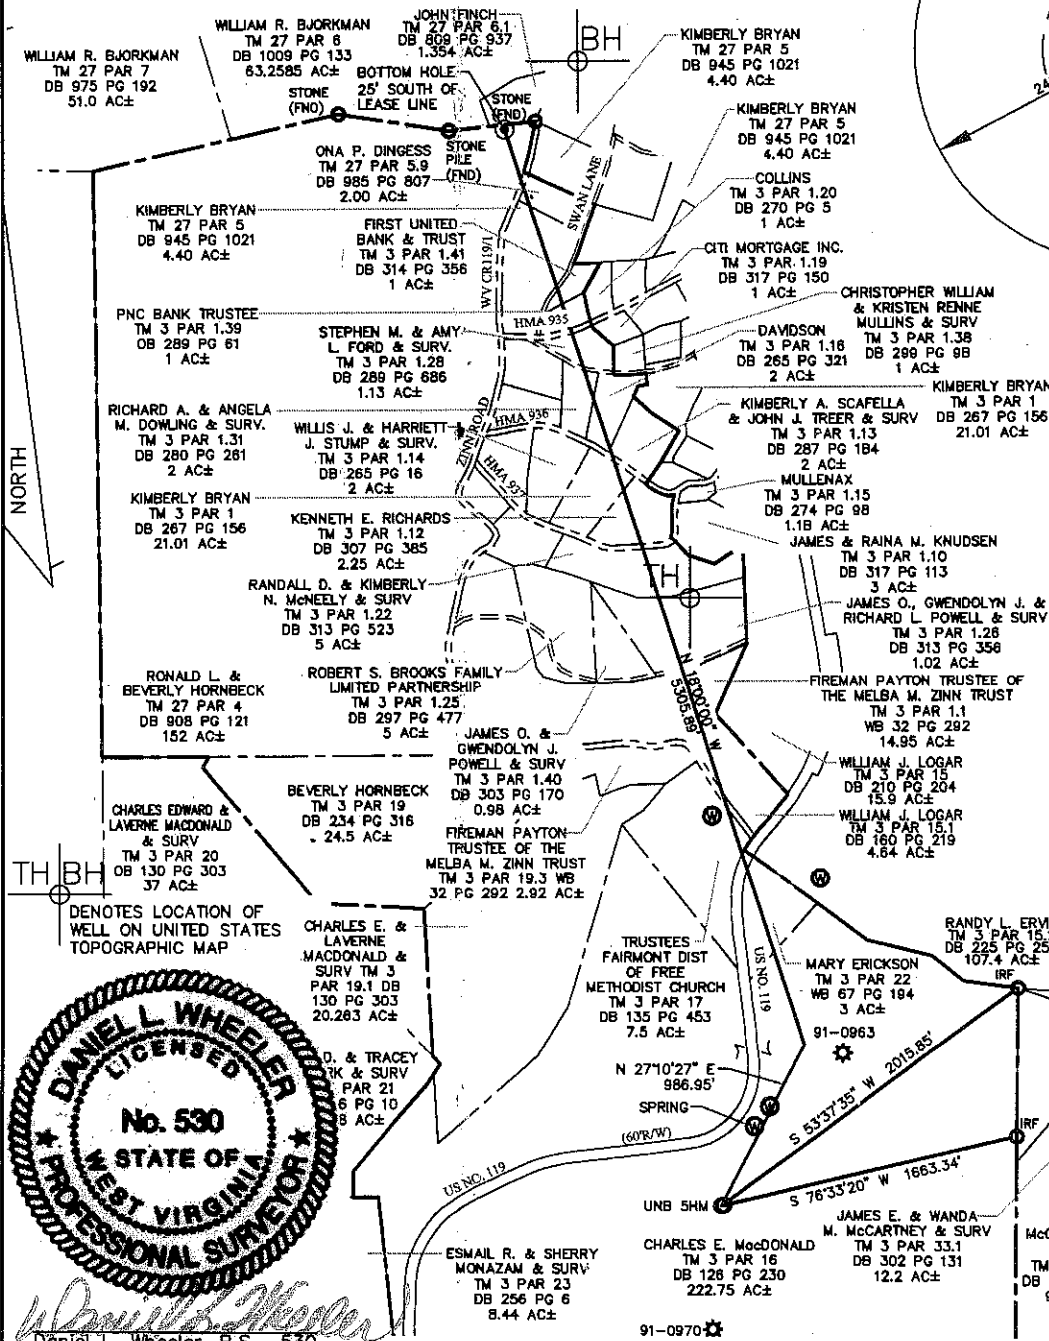 WILLIAM R. BJORKMAN
TM 27 PAR 7
DB 975 PG 192
51.0 AC±
WILLIAM R. BJORKMAN
TM 27 PAR 6
DB 1009 PG 133
63.2585 AC±
JOHN FINCH
TM 27 PAR 6.1
DB 809 PG 937
1.354 AC±
BH
KIMBERLY BRYAN
TM 27 PAR 5
DB 945 PG 1021
4.40 AC±
STONE
(FND)
BOTTOM HOLE
25' SOUTH OF
LEASE LINE
STONE
(FND)
STONE
PILE
(FND)
KIMBERLY BRYAN
TM 27 PAR 5
DB 945 PG 1021
4.40 AC±
ONA P. DINGESS
TM 27 PAR 5.9
DB 985 PG 807
2.00 AC±
SWAN LANE
COLLINS
TM 3 PAR 1.20
DB 270 PG 5
1 AC±
KIMBERLY BRYAN
TM 27 PAR 5
DB 945 PG 1021
4.40 AC±
FIRST UNITED
BANK & TRUST
TM 3 PAR 1.41
DB 314 PG 356
1 AC±
WV CR119/1
CITI MORTGAGE INC.
TM 3 PAR 1.19
DB 317 PG 150
1 AC±
PNC BANK TRUSTEE
TM 3 PAR 1.39
DB 289 PG 61
1 AC±
HMA 935
CHRISTOPHER WILLIAM
& KRISTEN RENNE
MULLINS & SURV
TM 3 PAR 1.38
DB 299 PG 98
1 AC±
STEPHEN M. & AMY
L. FORD & SURV.
TM 3 PAR 1.28
DB 289 PG 686
1.13 AC±
DAVIDSON
TM 3 PAR 1.16
DB 265 PG 321
2 AC±
KIMBERLY BRYAN
TM 3 PAR 1
DB 267 PG 156
21.01 AC±
RICHARD A. & ANGELA
M. DOWLING & SURV.
TM 3 PAR 1.31
DB 280 PG 261
2 AC±
WILLIS J. & HARRIETT
J. STUMP & SURV.
TM 3 PAR 1.14
DB 265 PG 16
2 AC±
ZINN ROAD
HMA 936
HMA 937
KIMBERLY A. SCAFELLA
& JOHN J. TREER & SURV
TM 3 PAR 1.13
DB 287 PG 184
2 AC±
NORTH
MULLENAX
TM 3 PAR 1.15
DB 274 PG 98
1.18 AC±
KIMBERLY BRYAN
TM 3 PAR 1
DB 267 PG 156
21.01 AC±
KENNETH E. RICHARDS
TM 3 PAR 1.12
DB 307 PG 385
2.25 AC±
JAMES & RAINA M. KNUDSEN
TM 3 PAR 1.10
DB 317 PG 113
3 AC±
RANDALL D. & KIMBERLY
N. McNEELY & SURV
TM 3 PAR 1.22
DB 313 PG 523
5 AC±
TH
JAMES O., GWENDOLYN J. &
RICHARD L. POWELL & SURV
TM 3 PAR 1.26
DB 313 PG 356
1.02 AC±
RONALD L. &
BEVERLY HORNBECK
TM 27 PAR 4
DB 908 PG 121
152 AC±
ROBERT S. BROOKS FAMILY
LIMITED PARTNERSHIP
TM 3 PAR 1.25
DB 297 PG 477
5 AC±
N 18°00'00" W
5305.89'
FIREMAN PAYTON TRUSTEE OF
THE MELBA M. ZINN TRUST
TM 3 PAR 1.1
WB 32 PG 292
14.95 AC±
JAMES O. &
GWENDOLYN J.
POWELL & SURV
TM 3 PAR 1.40
DB 303 PG 170
0.98 AC±
WILLIAM J. LOGAR
TM 3 PAR 15
DB 210 PG 204
15.9 AC±
BEVERLY HORNBECK
TM 3 PAR 19
DB 234 PG 316
24.5 AC±
WILLIAM J. LOGAR
TM 3 PAR 15.1
DB 160 PG 219
4.64 AC±
CHARLES EDWARD &
LAVERNE MACDONALD
& SURV
TM 3 PAR 20
OB 130 PG 303
37 AC±
FIREMAN PAYTON
TRUSTEE OF THE
MELBA M. ZINN TRUST
TM 3 PAR 19.3 WB
32 PG 292 2.92 AC±
W
W
TH BH
DENOTES LOCATION OF
WELL ON UNITED STATES
TOPOGRAPHIC MAP
CHARLES E. &
LAVERNE
MACDONALD &
SURV TM 3
PAR 19.1 DB
130 PG 303
20.263 AC±
TRUSTEES
FAIRMONT DIST
OF FREE
METHODIST CHURCH
TM 3 PAR 17
DB 135 PG 453
7.5 AC±
US NO. 119
MARY ERICKSON
TM 3 PAR 22
WB 67 PG 194
3 AC±
RANDY L. ERVI
TM 3 PAR 15.
DB 225 PG 25
107.4 AC±
IRF
91-0963
D. & TRACEY
RK & SURV
PAR 21
6 PG 10
8 AC±
N 27°10'27" E
986.95'
SPRING
W
W
S 53°37'35" W 2015.85'
IRF
(60'R/W)
US NO. 119
S 76°33'20" W 1663.34'
UNB 5HM
DANIEL L. WHEELER
LICENSED
No. 530
STATE OF
WEST VIRGINIA
PROFESSIONAL SURVEYOR
ESMAIL R. & SHERRY
MONAZAM & SURV
TM 3 PAR 23
DB 256 PG 6
8.44 AC±
CHARLES E. MacDONALD
TM 3 PAR 16
DB 126 PG 230
222.75 AC±
JAMES E. & WANDA
M. McCARTNEY & SURV
TM 3 PAR 33.1
DB 302 PG 131
12.2 AC±
TM
DB
91-0970
Daniel L. Wheeler
Daniel L. Wheeler P.S. 530